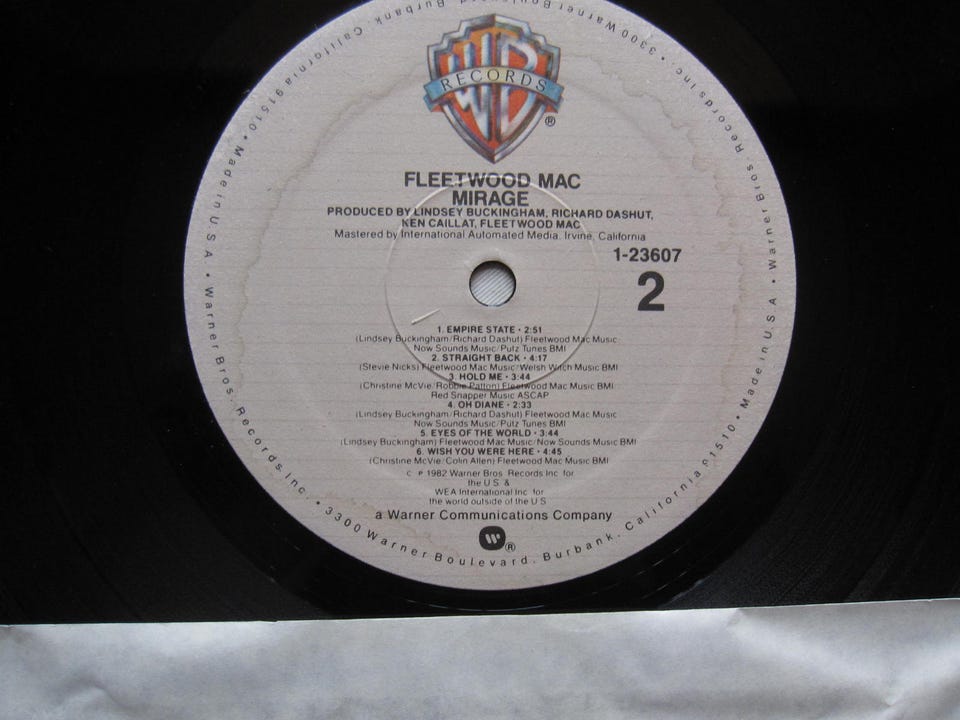 WB
RECORDS
®
FLEETWOOD MAC
MIRAGE
PRODUCED BY LINDSEY BUCKINGHAM, RICHARD DASHUT,
KEN CAILLAT, FLEETWOOD MAC
Mastered by International Automated Media, Irvine, California
1-23607
2
1. EMPIRE STATE • 2:51
(Lindsey Buckingham/Richard Dashut) Fleetwood Mac Music/
Now Sounds Music/Putz Tunes BMI
2. STRAIGHT BACK • 4:17
(Stevie Nicks) Fleetwood Mac Music/Welsh Witch Music BMI
3. HOLD ME • 3:44
(Christine McVie/Robbie Patton) Fleetwood Mac Music BMI/
Red Snapper Music ASCAP
4. OH DIANE • 2:33
(Lindsey Buckingham/Richard Dashut) Fleetwood Mac Music/
Now Sounds Music/Putz Tunes BMI
5. EYES OF THE WORLD • 3:44
(Lindsey Buckingham) Fleetwood Mac Music/Now Sounds Music BMI
6. WISH YOU WERE HERE • 4:45
(Christine McVie/Colin Allen) Fleetwood Mac Music BMI
© ℗ 1982 Warner Bros. Records Inc. for
the U.S. &
WEA International Inc. for
the world outside of the U.S.
a Warner Communications Company
®
Warner Bros. Records Inc. • 3300 Warner Boulevard, Burbank, California 91510 • Made in U.S.A. • Warner Bros. Records Inc. • 3300 Warner Boulevard, Burbank, California 91510 • Made in U.S.A. •